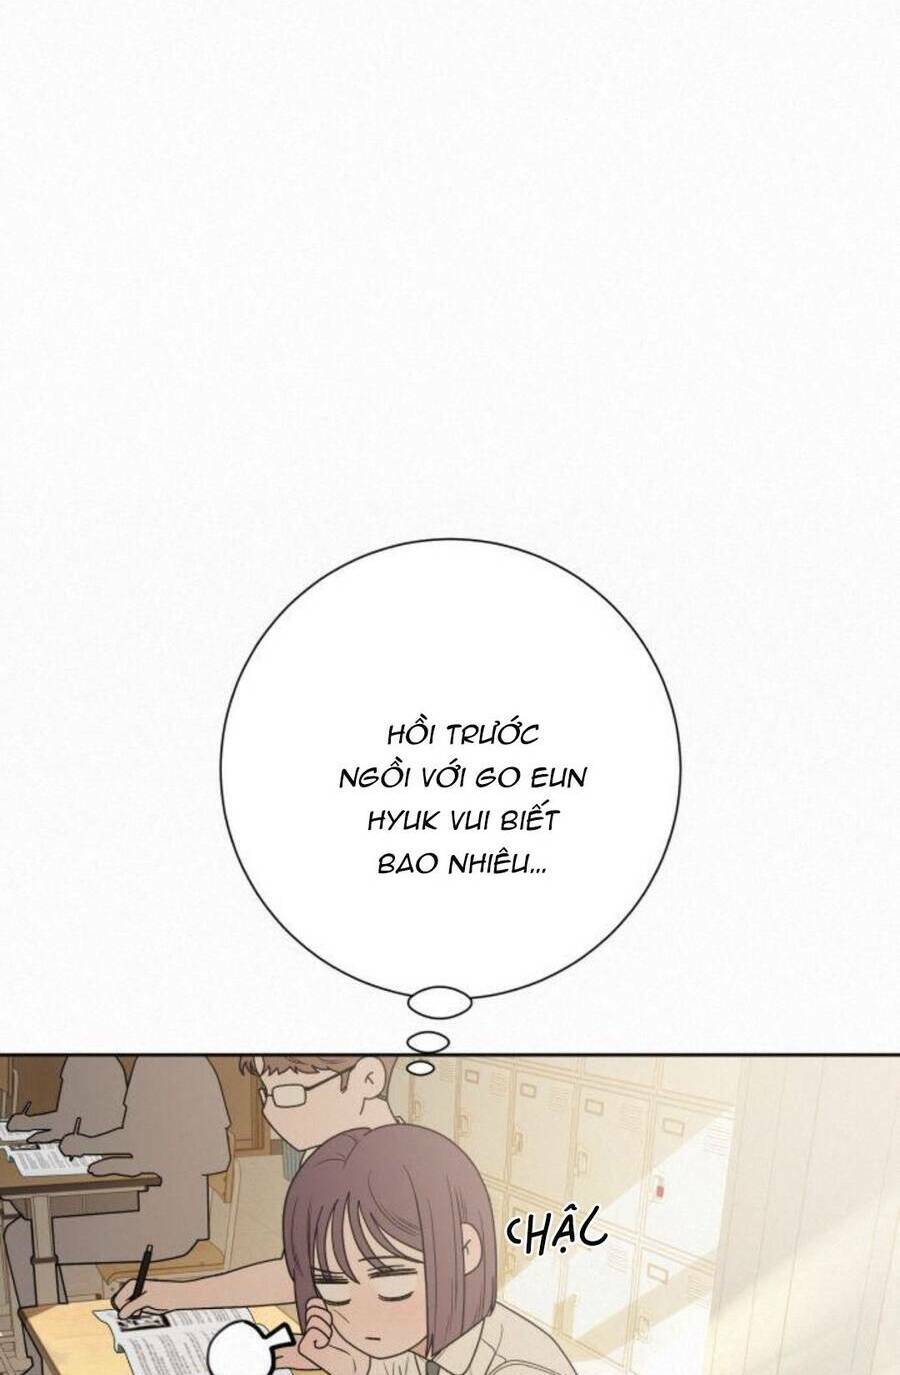 HỒI TRƯỚC
NGỒI VỚI GO EUN
HYUK VUI BIẾT
BAO NHIÊU...
CHẬC